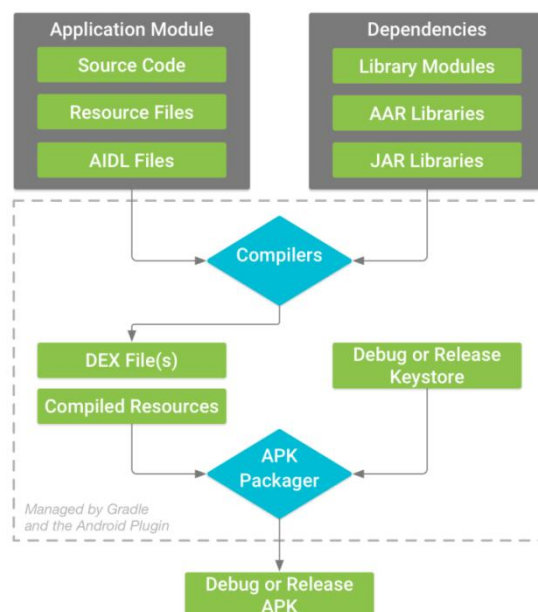 Application Module
Source Code
Resource Files
AIDL Files
Dependencies
Library Modules
AAR Libraries
JAR Libraries
Compilers
DEX File(s)
Compiled Resources
Debug or Release
Keystore
APK
Packager
Managed by Gradle
and the Android Plugin
Debug or Release
APK